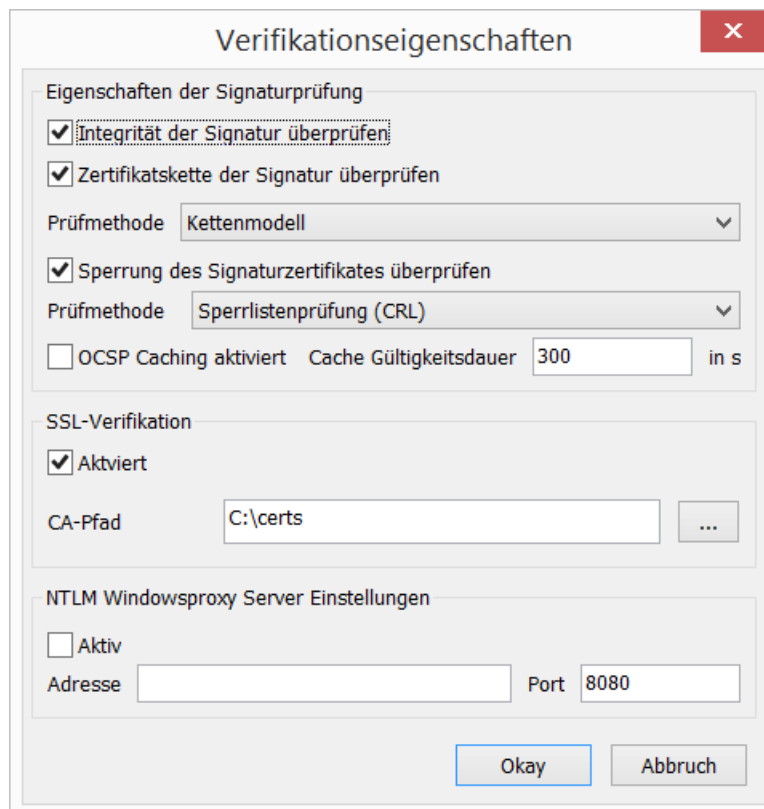 Verifikationseigenschaften
Eigenschaften der Signaturprüfung
Integrität der Signatur überprüfen
Zertifikatskette der Signatur überprüfen
Prüfmethode Kettenmodell
Sperrung des Signaturzertifikates überprüfen
Prüfmethode Sperrlistenprüfung (CRL)
OCSP Caching aktiviert Cache Gültigkeitsdauer 300 in s
SSL-Verifikation
Aktviert
CA-Pfad C:\certs ...
NTLM Windowsproxy Server Einstellungen
Aktiv
Adresse Port 8080
Okay Abbruch